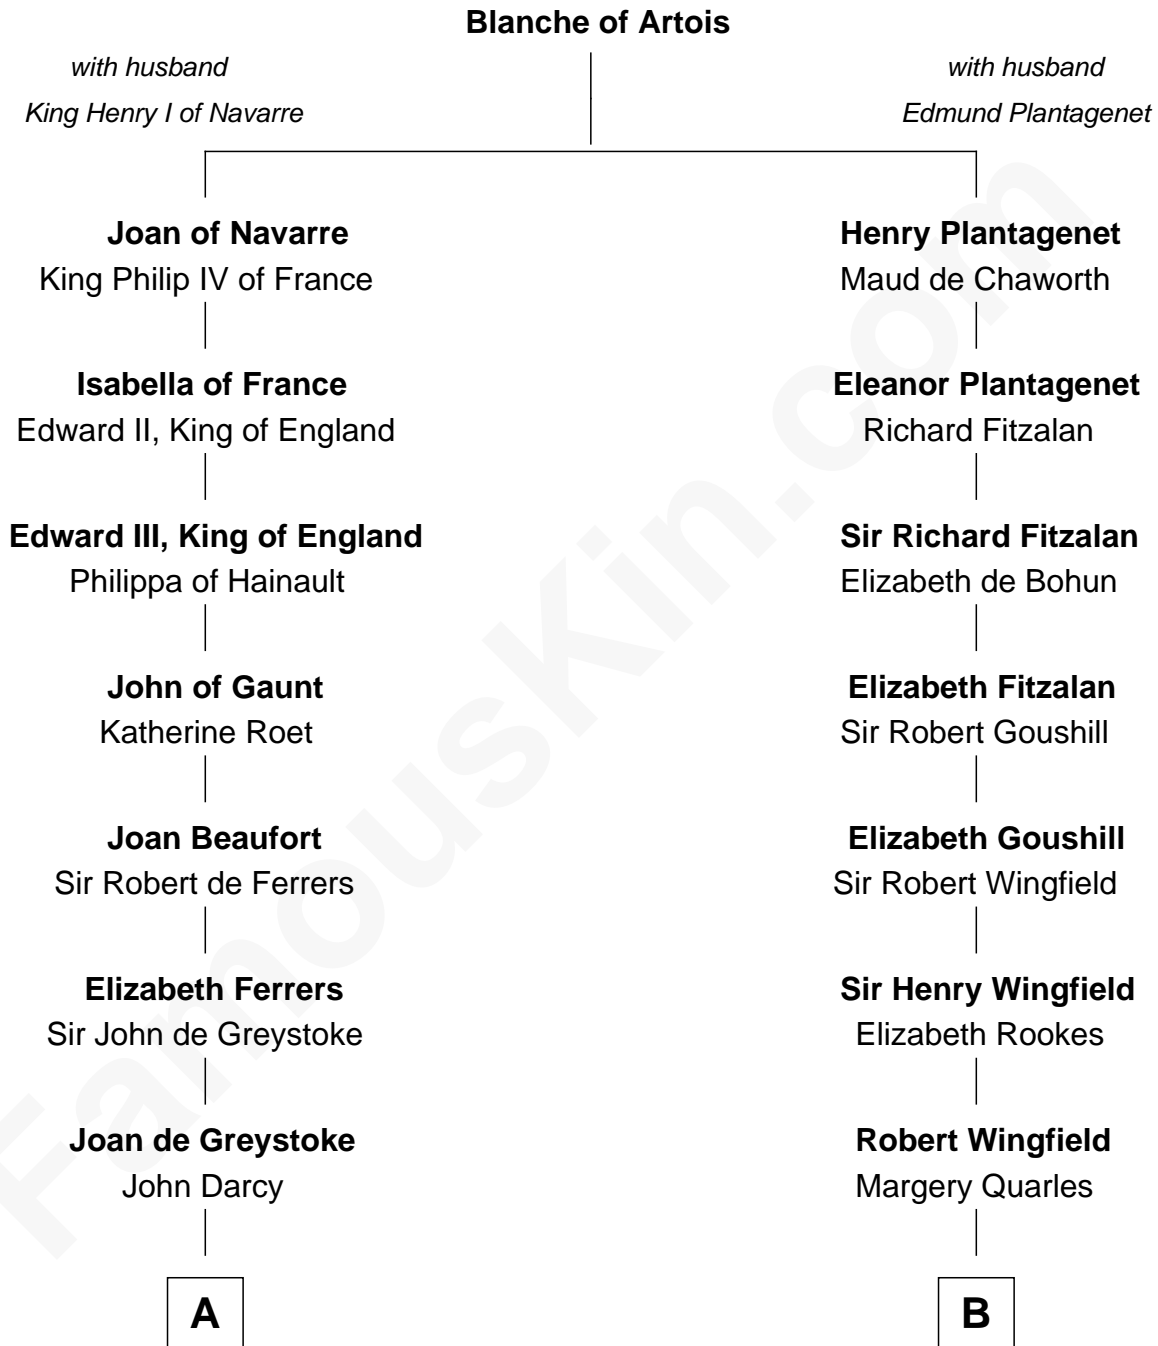 Blanche of Artois
with husband
King Henry I of Navarre
with husband
Edmund Plantagenet
Joan of Navarre
King Philip IV of France
Henry Plantagenet
Maud de Chaworth
Isabella of France
Edward II, King of England
Eleanor Plantagenet
Richard Fitzalan
Edward III, King of England
Philippa of Hainault
Sir Richard Fitzalan
Elizabeth de Bohun
John of Gaunt
Katherine Roet
Elizabeth Fitzalan
Sir Robert Goushill
Joan Beaufort
Sir Robert de Ferrers
Elizabeth Goushill
Sir Robert Wingfield
Elizabeth Ferrers
Sir John de Greystoke
Sir Henry Wingfield
Elizabeth Rookes
Joan de Greystoke
John Darcy
Robert Wingfield
Margery Quarles
A
B
FamousKin.com